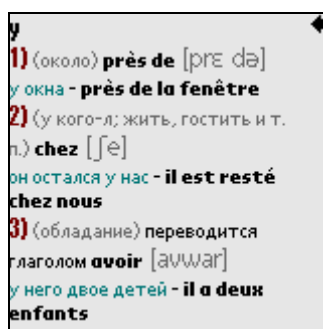 у
1) (около) près de [prɛ də]
у окна - près de la fenêtre
2) (у кого-л; жить, гостить и т.
п.) chez [ʃe]
он остался у нас - il est resté
chez nous
3) (обладание) переводится
глаголом avoir [avwar]
у него двое детей - il a deux
enfants